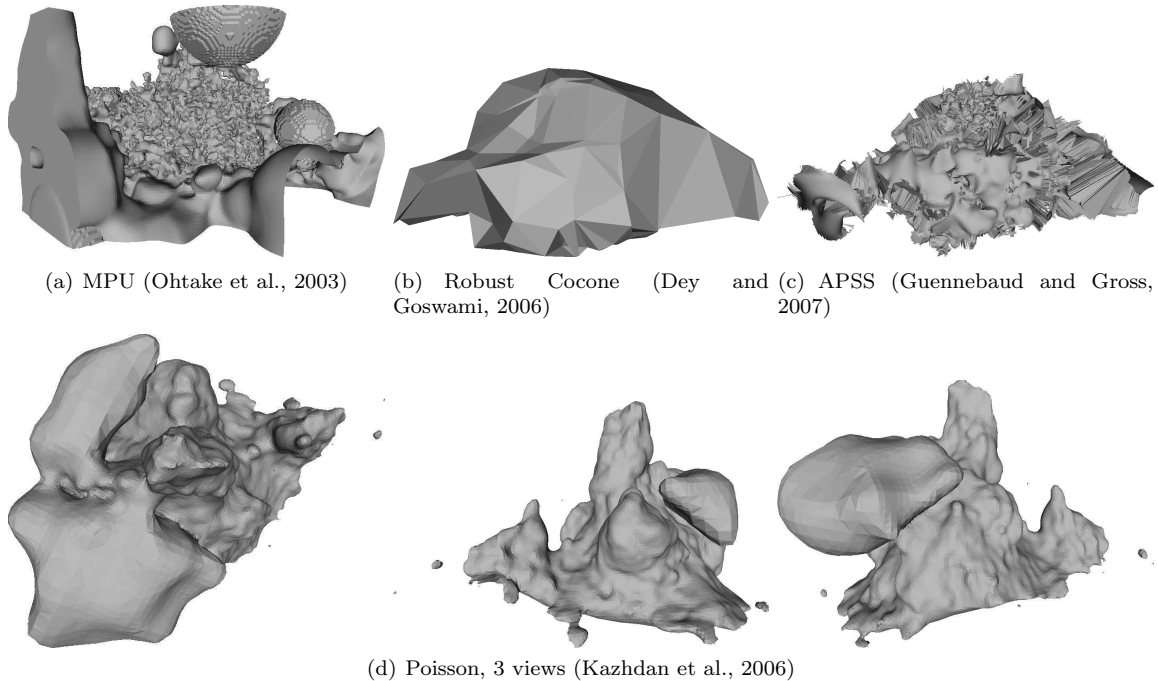 (a) MPU (Ohtake et al., 2003)
(b) Robust Cocone (Dey and
Goswami, 2006)
(c) APSS (Guennebaud and Gross,
2007)
(d) Poisson, 3 views (Kazhdan et al., 2006)